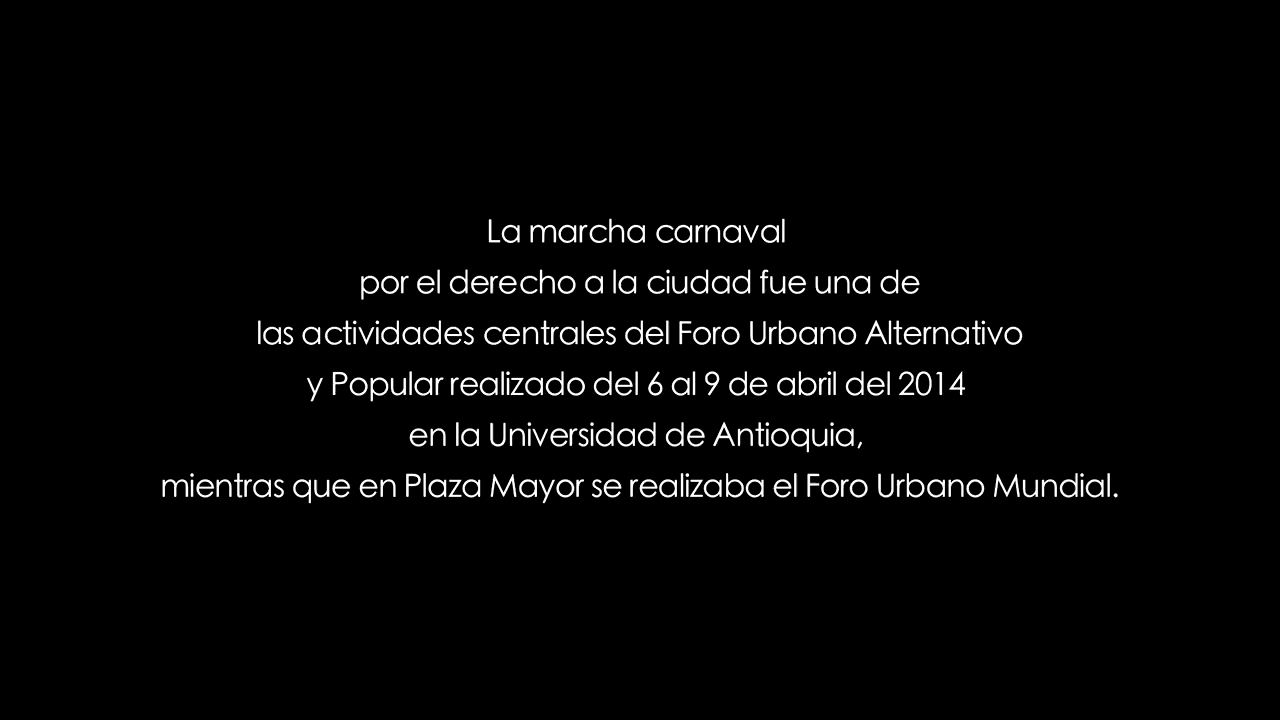 La marcha carnaval
por el derecho a la ciudad fue una de
las actividades centrales del Foro Urbano Alternativo
y Popular realizado del 6 al 9 de abril del 2014
en la Universidad de Antioquia,
mientras que en Plaza Mayor se realizaba el Foro Urbano Mundial.